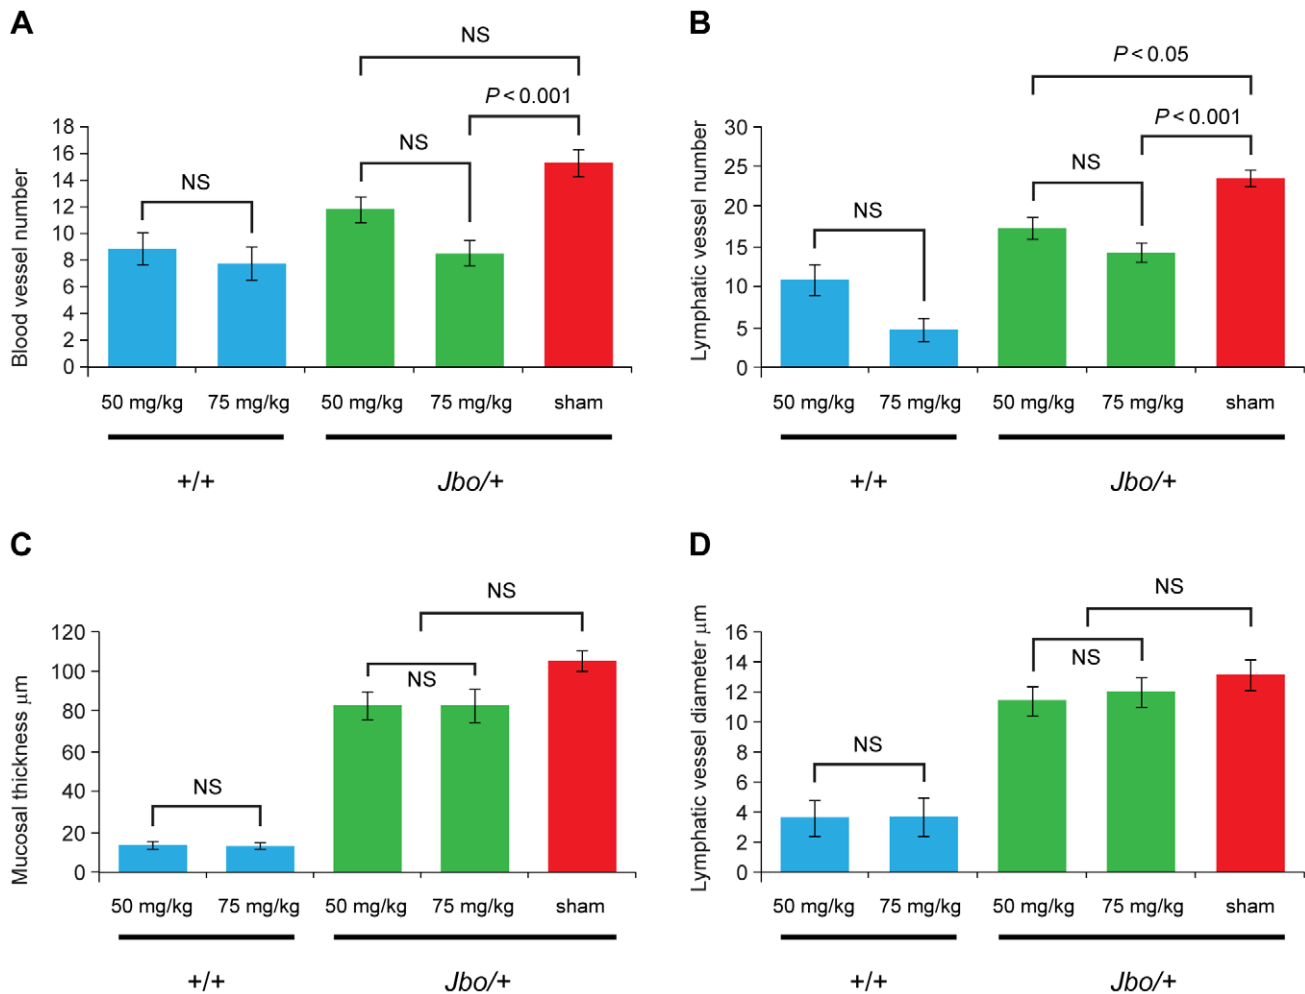 A
NS
P < 0.001
NS
NS
Blood vessel number
18
16
14
12
10
8
6
4
2
0
50 mg/kg 75 mg/kg 50 mg/kg 75 mg/kg sham
+/+ Jbo/+
B
P < 0.05
P < 0.001
NS
NS
Lymphatic vessel number
30
25
20
15
10
5
0
50 mg/kg 75 mg/kg 50 mg/kg 75 mg/kg sham
+/+ Jbo/+
C
NS
NS
NS
Mucosal thickness μm
120
100
80
60
40
20
0
50 mg/kg 75 mg/kg 50 mg/kg 75 mg/kg sham
+/+ Jbo/+
D
NS
NS
NS
Lymphatic vessel diameter μm
16
14
12
10
8
6
4
2
0
50 mg/kg 75 mg/kg 50 mg/kg 75 mg/kg sham
+/+ Jbo/+